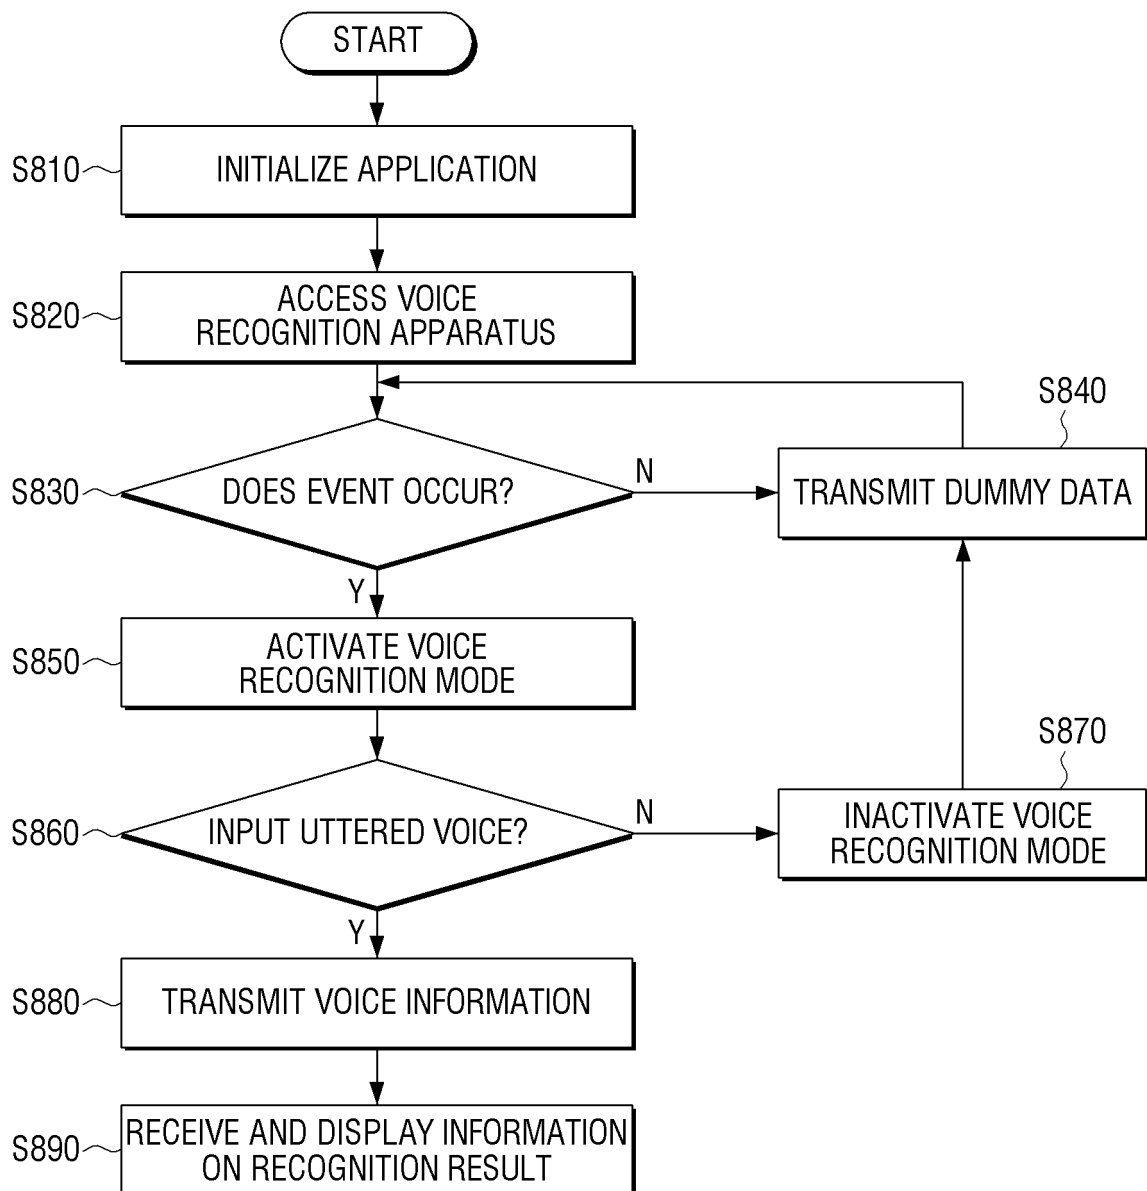 START
S810
INITIALIZE APPLICATION
S820
ACCESS VOICE
RECOGNITION APPARATUS
S830
DOES EVENT OCCUR?
N
S840
TRANSMIT DUMMY DATA
Y
S850
ACTIVATE VOICE
RECOGNITION MODE
S860
INPUT UTTERED VOICE?
N
S870
INACTIVATE VOICE
RECOGNITION MODE
Y
S880
TRANSMIT VOICE INFORMATION
S890
RECEIVE AND DISPLAY INFORMATION
ON RECOGNITION RESULT